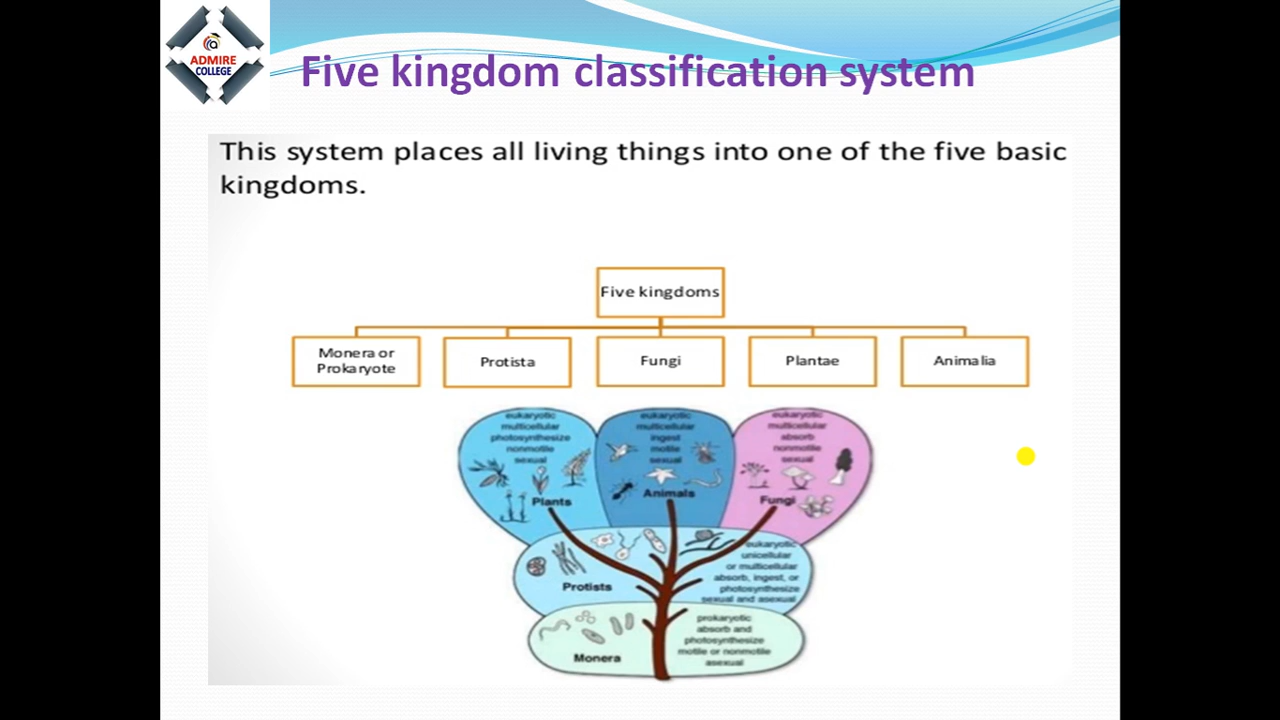 ADMIRE
COLLEGE
Five kingdom classification system
This system places all living things into one of the five basic
kingdoms.
Five kingdoms
Monera or
Prokaryote
Protista
Fungi
Plantae
Animalia
eukaryotic
multicellular
photosynthesize
nonmotile
sexual
Plants
eukaryotic
multicellular
ingest
motile
sexual
Animals
eukaryotic
multicellular
absorb
nonmotile
sexual
Fungi
Protists
eukaryotic
unicellular
or multicellular
absorb, ingest, or
photosynthesize
sexual and asexual
Monera
prokaryotic
absorb and
photosynthesize
motile or nonmotile
asexual